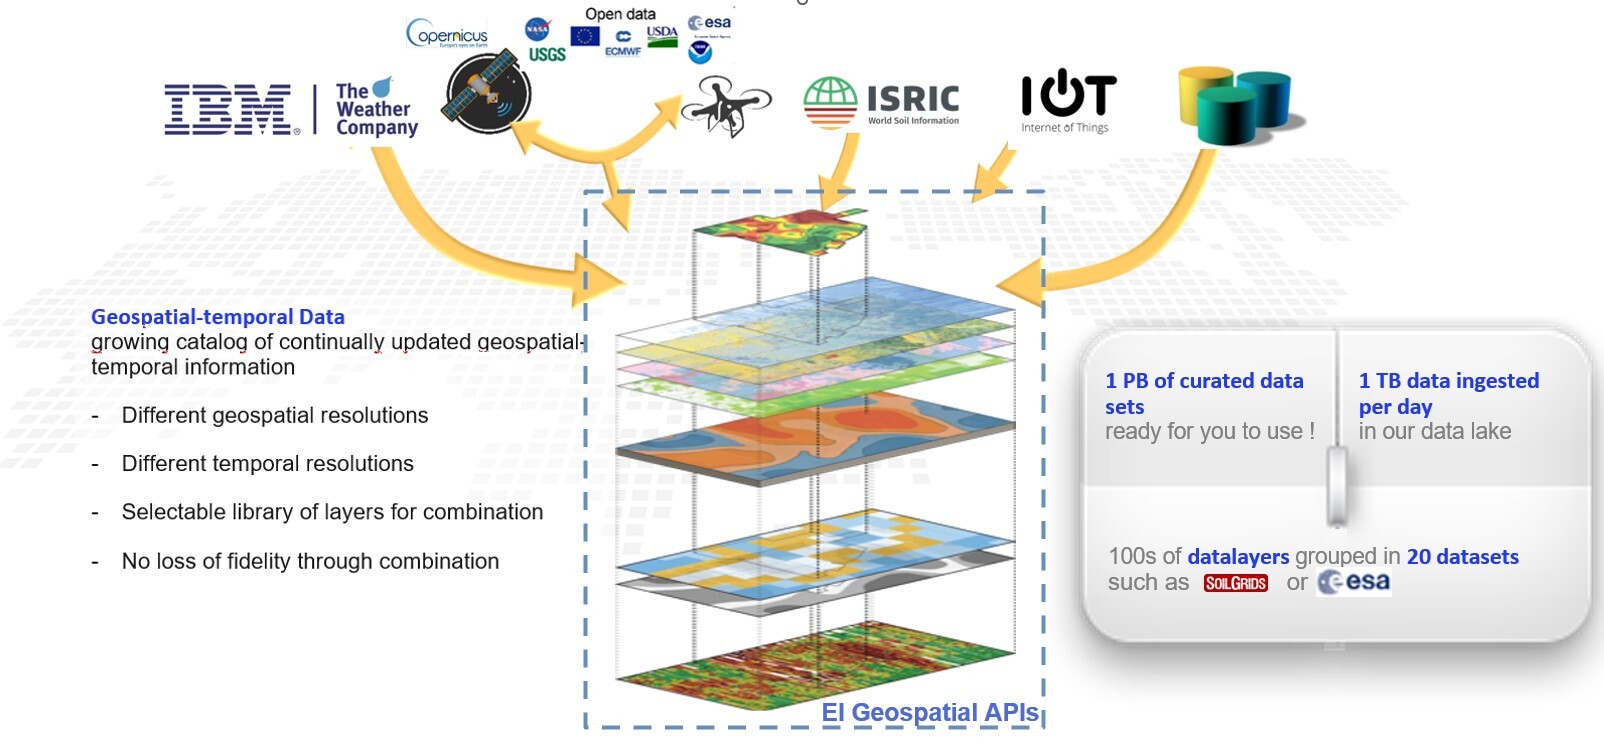 Open data
Copernicus
Europe's eyes on Earth
NASA
USGS
ECMWF
USDA
esa
IBM
The
Weather
Company
ISRIC
World Soil Information
IOT
Internet of Things
Geospatial-temporal Data
growing catalog of continually updated geospatial-
temporal information
- Different geospatial resolutions
- Different temporal resolutions
- Selectable library of layers for combination
- No loss of fidelity through combination
EI Geospatial APIs
1 PB of curated data
sets
ready for you to use !
1 TB data ingested
per day
in our data lake
100s of datalayers grouped in 20 datasets
such as SOILGRIDS or esa